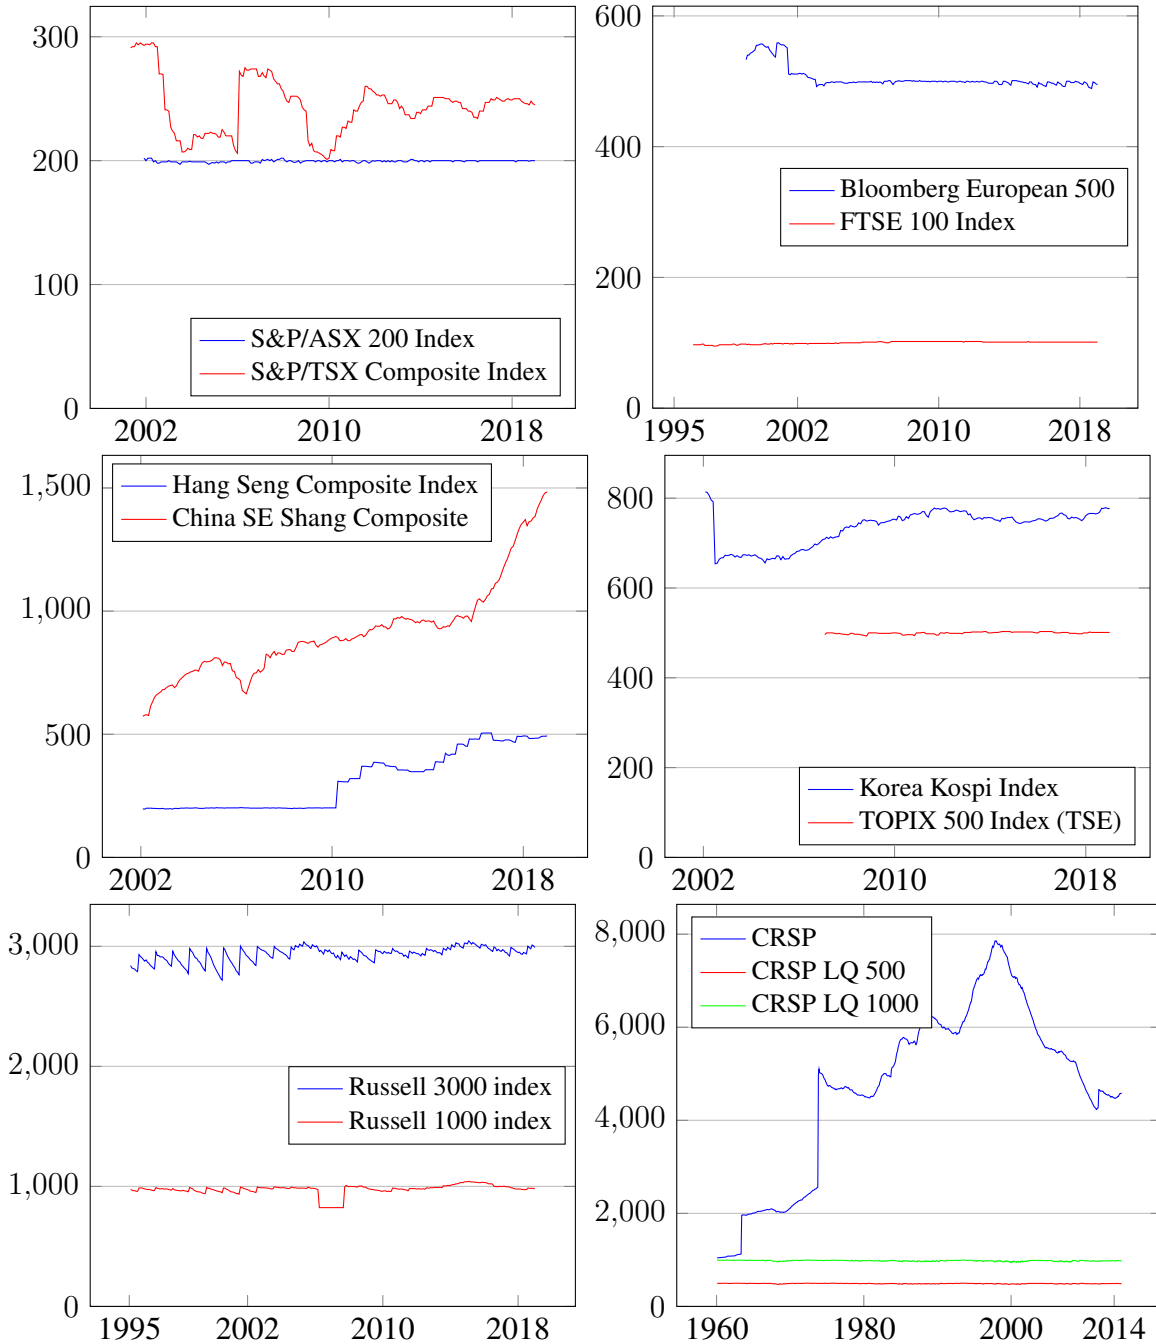 300
200
100
0
S&P/ASX 200 Index
S&P/TSX Composite Index
2002 2010 2018
600
400
200
0
Bloomberg European 500
FTSE 100 Index
1995 2002 2010 2018
1,500
1,000
500
0
Hang Seng Composite Index
China SE Shang Composite
2002 2010 2018
800
600
400
200
0
Korea Kospi Index
TOPIX 500 Index (TSE)
2002 2010 2018
3,000
2,000
1,000
0
Russell 3000 index
Russell 1000 index
1995 2002 2010 2018
8,000
6,000
4,000
2,000
0
CRSP
CRSP LQ 500
CRSP LQ 1000
1960 1980 2000 2014